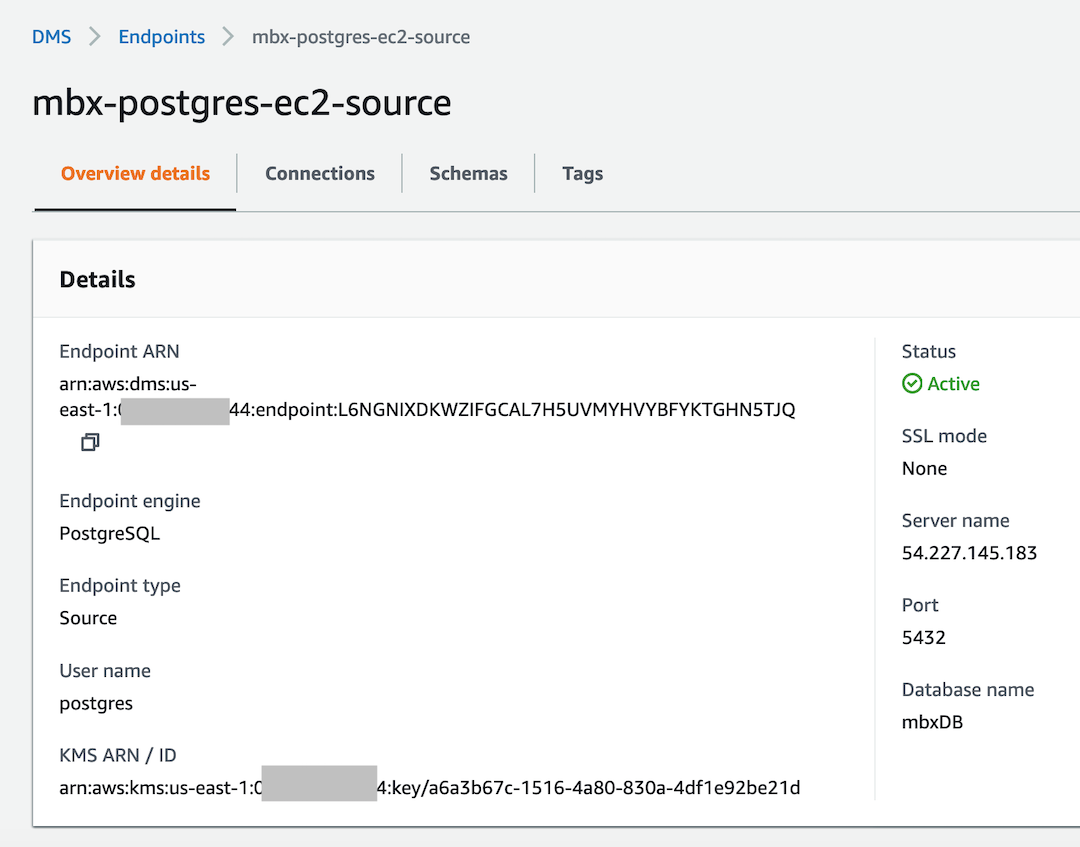 DMS > Endpoints > mbx-postgres-ec2-source
mbx-postgres-ec2-source
Overview details
Connections
Schemas
Tags
Details
Endpoint ARN
arn:aws:dms:us-
east-1:0 44:endpoint:L6NGNIXDKWZIFGCAL7H5UVMYHVYBFYKTGHN5TJQ
Endpoint engine
PostgreSQL
Endpoint type
Source
User name
postgres
KMS ARN / ID
arn:aws:kms:us-east-1:0 4:key/a6a3b67c-1516-4a80-830a-4df1e92be21d
Status
Active
SSL mode
None
Server name
54.227.145.183
Port
5432
Database name
mbxDB